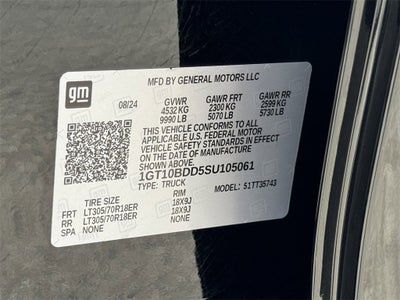 gm
MFD BY GENERAL MOTORS LLC
08/24 GVWR GAWR FRT GAWR RR
4532 KG 2300 KG 2599 KG
9990 LB 5070 LB 5730 LB
THIS VEHICLE CONFORMS TO ALL
APPLICABLE U.S. FEDERAL MOTOR
VEHICLE SAFETY STANDARDS IN EFFECT
ON THE DATE OF MANUFACTURE
SHOWN ABOVE.
1GT10BDD5SU105061
TYPE: TRUCK MODEL: 51TT35743
TIRE SIZE RIM
FRT LT305/70R18ER 18X9J
RR LT305/70R18ER 18X9J
SPA NONE NONE